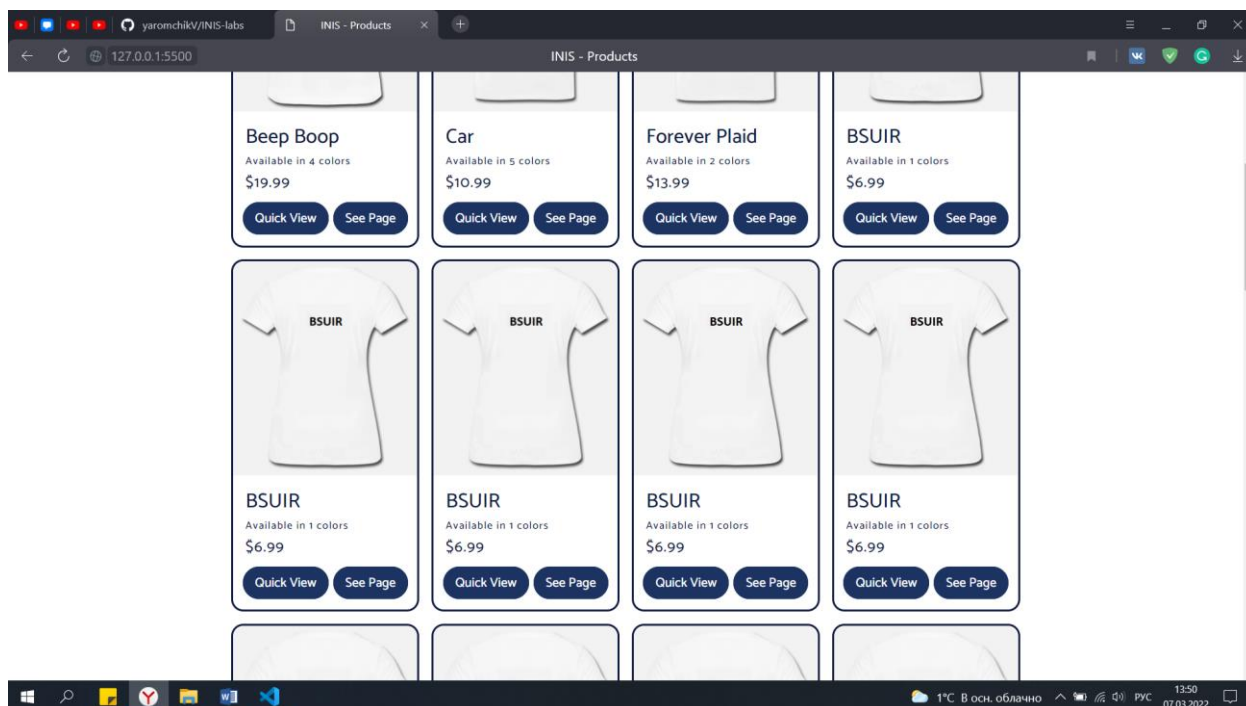 yaromchikV/INIS-labs INIS - Products
127.0.0.1:5500 INIS - Products
Beep Boop Car Forever Plaid BSUIR
Available in 4 colors Available in 5 colors Available in 2 colors Available in 1 colors
$19.99 $10.99 $13.99 $6.99
Quick View See Page Quick View See Page Quick View See Page Quick View See Page
BSUIR BSUIR BSUIR BSUIR
BSUIR BSUIR BSUIR BSUIR
Available in 1 colors Available in 1 colors Available in 1 colors Available in 1 colors
$6.99 $6.99 $6.99 $6.99
Quick View See Page Quick View See Page Quick View See Page Quick View See Page
1°C В осн. облачно РУС 13:50
07.03.2022